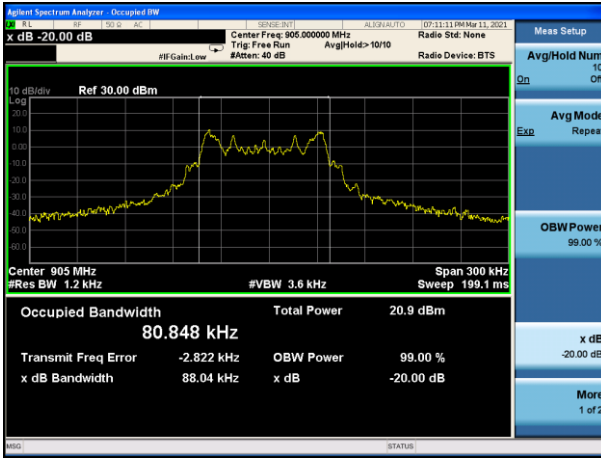 Agilent Spectrum Analyzer - Occupied BW
RL RF 50 Ω AC SENSE:INT ALIGNAUTO 07:11:11 PM Mar 11, 2021
x dB -20.00 dB Center Freq: 905.000000 MHz Radio Std: None Meas Setup
Trig: Free Run Avg|Hold:> 10/10
#IFGain:Low #Atten: 40 dB Radio Device: BTS
Avg/Hold Num
10
On Off
10 dB/div Ref 30.00 dBm
Log
20.0
10.0
0.00
-10.0
-20.0
-30.0
-40.0
-50.0
-60.0
Avg Mode
Exp Repeat
OBW Power
99.00 %
Center 905 MHz Span 300 kHz
#Res BW 1.2 kHz #VBW 3.6 kHz Sweep 199.1 ms
Occupied Bandwidth Total Power 20.9 dBm
80.848 kHz
Transmit Freq Error -2.822 kHz OBW Power 99.00 %
x dB Bandwidth 88.04 kHz x dB -20.00 dB
x dB
-20.00 dB
More
1 of 2
MSG STATUS